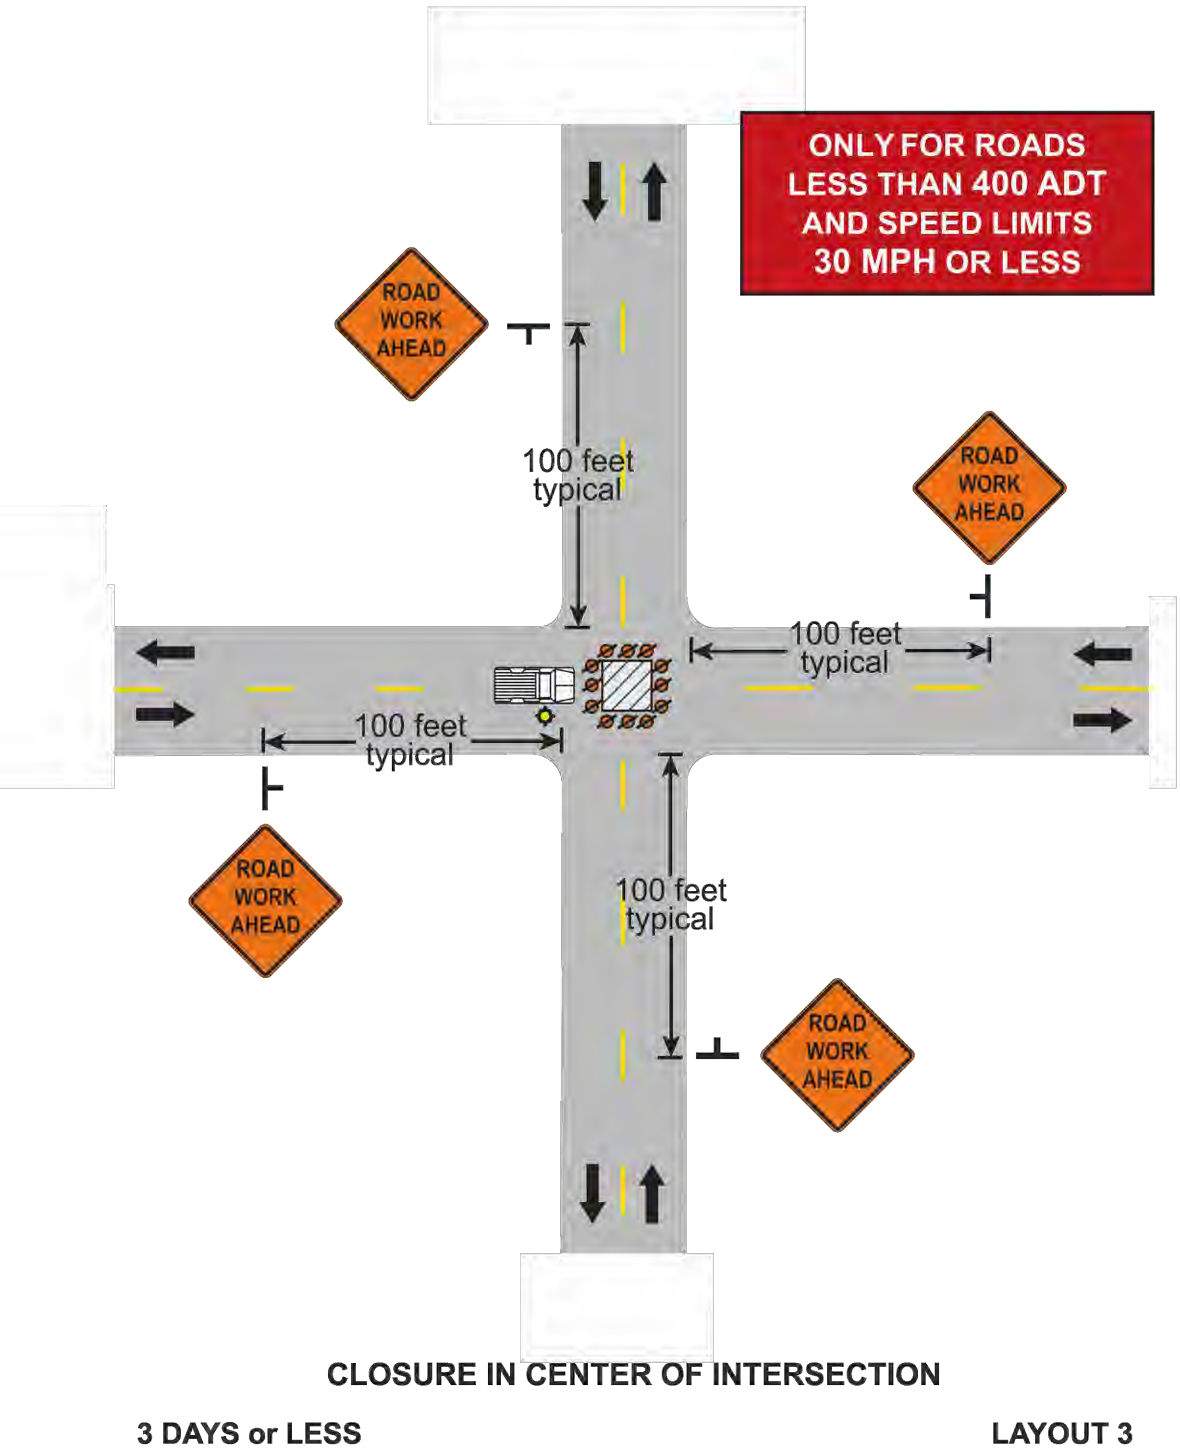 ONLY FOR ROADS
LESS THAN 400 ADT
AND SPEED LIMITS
30 MPH OR LESS
ROAD
WORK
AHEAD
100 feet
typical
ROAD
WORK
AHEAD
100 feet
typical
100 feet
typical
ROAD
WORK
AHEAD
100 feet
typical
ROAD
WORK
AHEAD
CLOSURE IN CENTER OF INTERSECTION
3 DAYS or LESS
LAYOUT 3